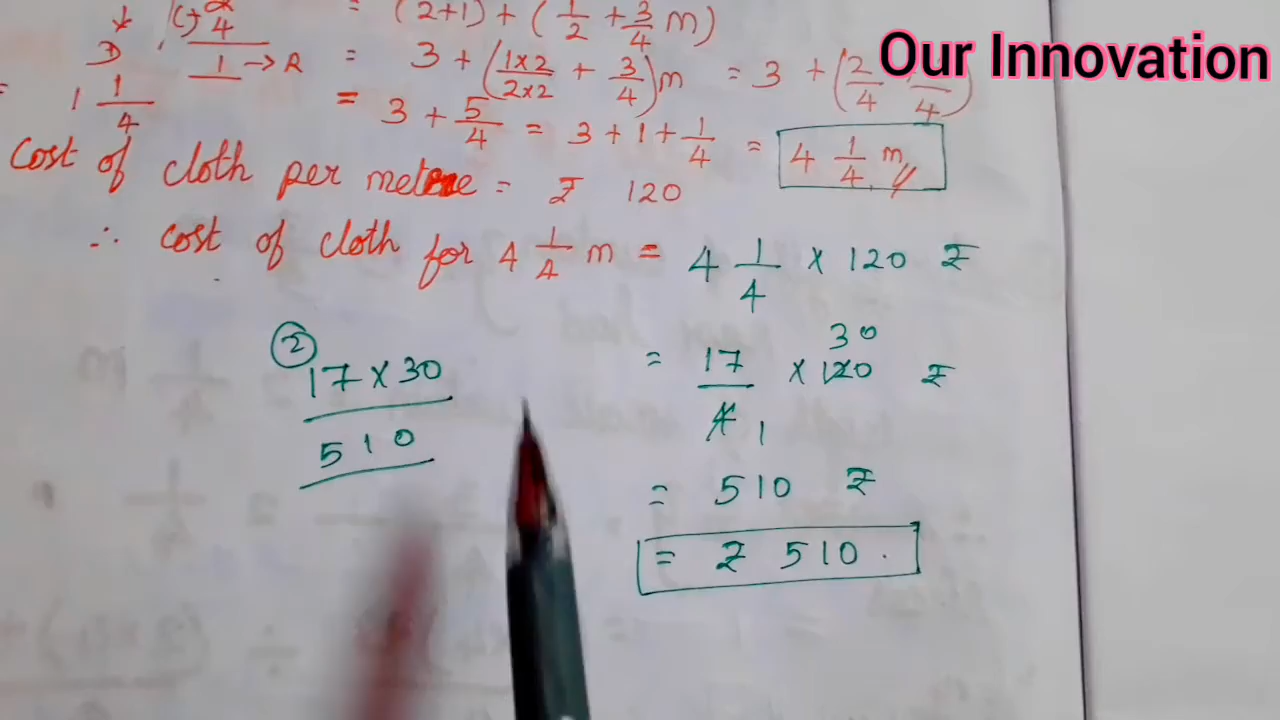 (-) 4 = (2+1) + (1/2 + 3/4 m)
Our Innovation
1 → R = 3 + (1×2/2×2 + 3/4) m = 3 + (2/4 /4)
1 1/4 = 3 + 5/4 = 3 + 1 + 1/4 = 4 1/4 m
Cost of cloth per metre = ₹ 120
∴ cost of cloth for 4 1/4 m = 4 1/4 × 120 ₹
② 17 × 30
510
30
= 17/4 × 120 ₹
1
= 510 ₹
= ₹ 510.